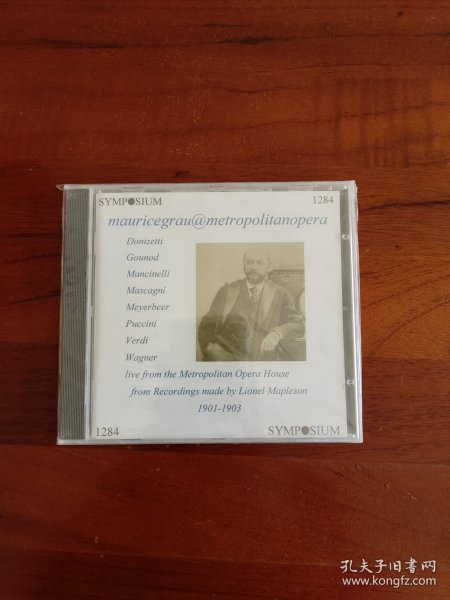 SYMPOSIUM 1284
mauricegrau@metropolitanopera
Donizetti
Gounod
Mancinelli
Mascagni
Meyerbeer
Puccini
Verdi
Wagner
live from the Metropolitan Opera House
from Recordings made by Lionel Mapleson
1901-1903
1284 SYMPOSIUM
孔夫子旧书网
www.kongfz.com